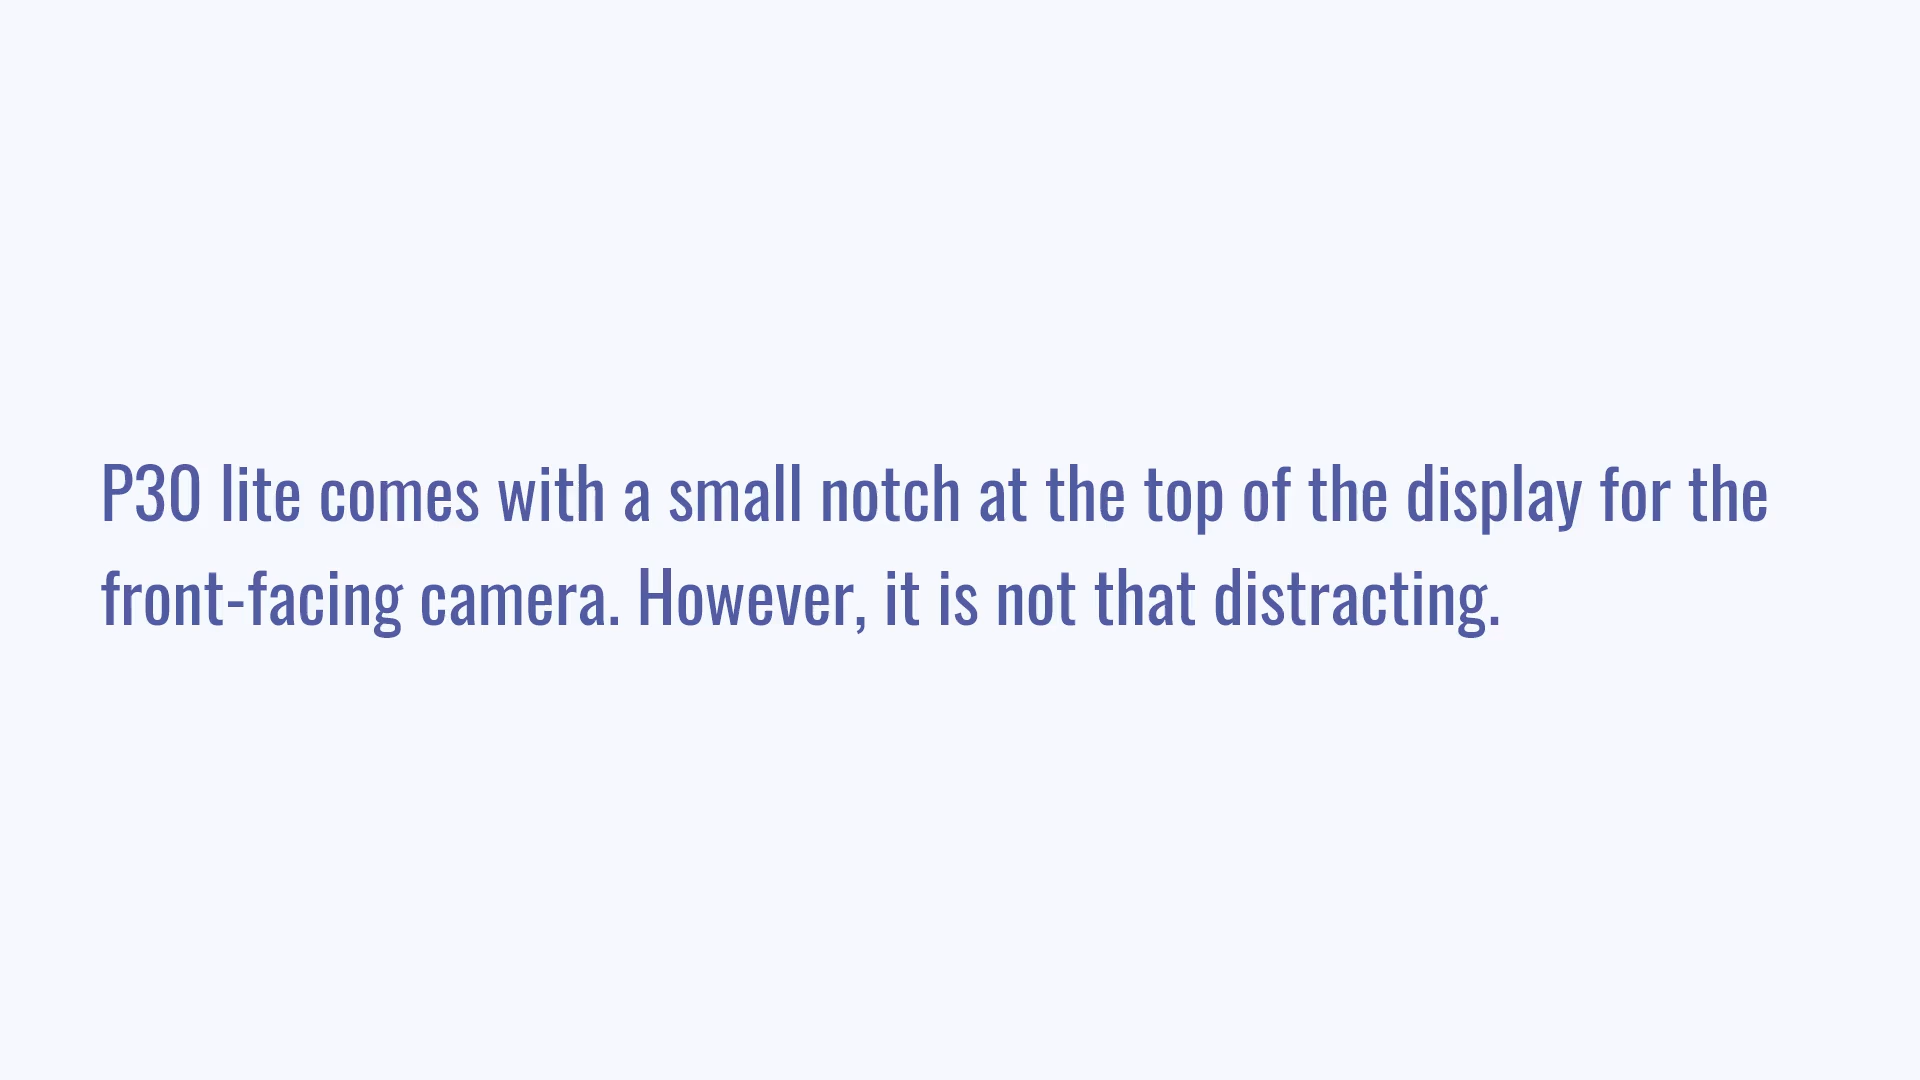 P30 lite comes with a small notch at the top of the display for the
front-facing camera. However, it is not that distracting.